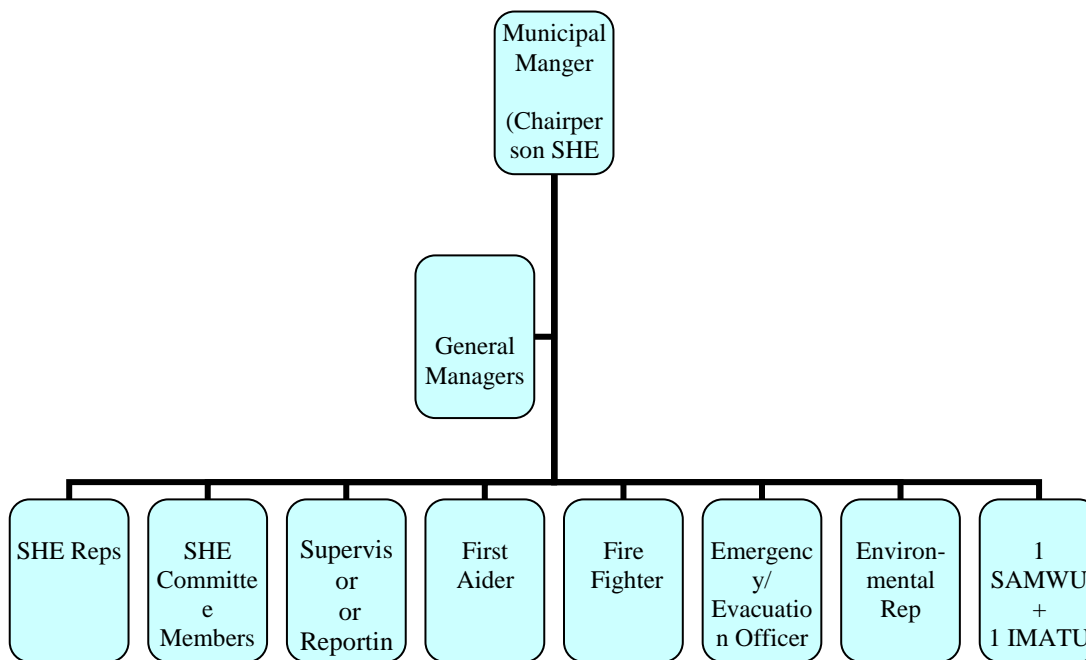 Municipal
Manger
(Chairper
son SHE
General
Managers
SHE Reps
SHE
Committe
e
Members
Supervis
or
or
Reportin
First
Aider
Fire
Fighter
Emergenc
y/
Evacuatio
n Officer
Environ-
mental
Rep
1
SAMWU
+
1 IMATU